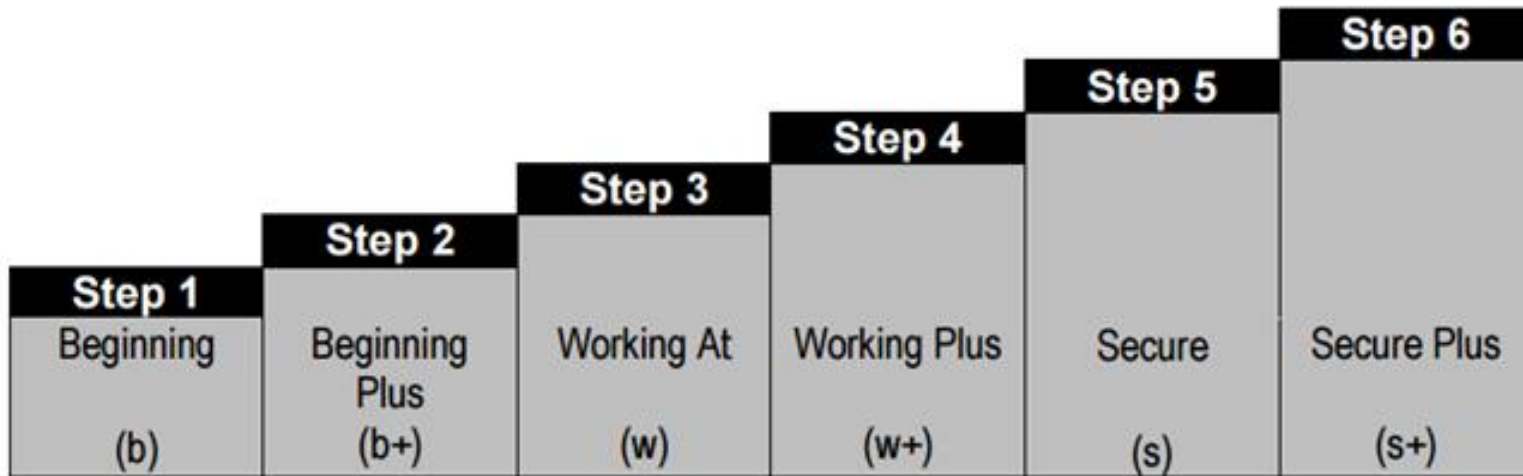 Step 1
Beginning
(b)
Step 2
Beginning
Plus
(b+)
Step 3
Working At
(w)
Step 4
Working Plus
(w+)
Step 5
Secure
(s)
Step 6
Secure Plus
(s+)